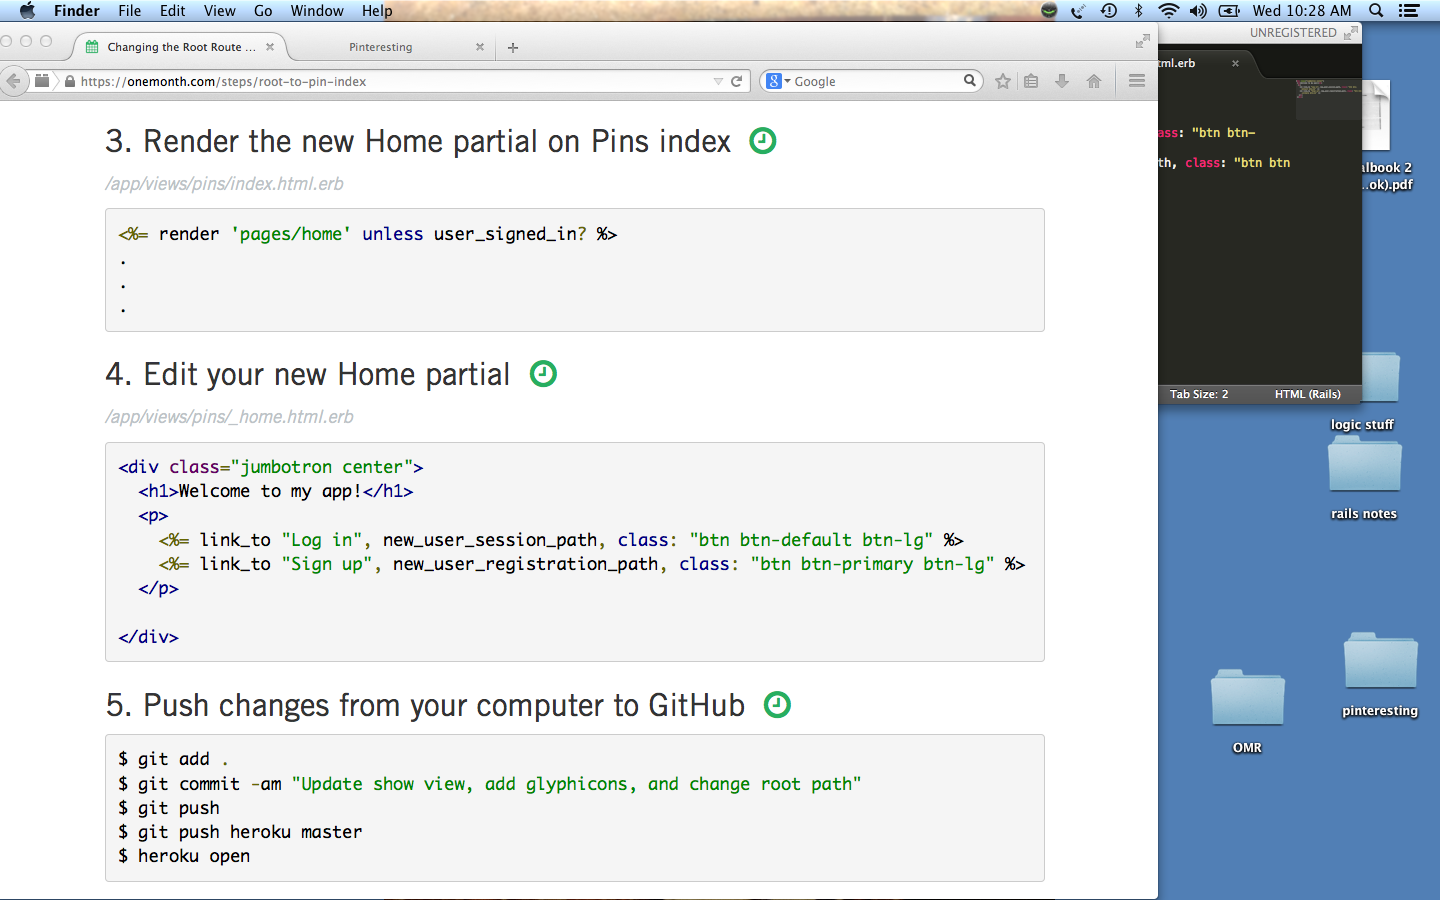 Finder File Edit View Go Window Help Wed 10:28 AM
Changing the Root Route ... Pinteresting
UNREGISTERED
https://onemonth.com/steps/root-to-pin-index
Google
tml.erb
3. Render the new Home partial on Pins index
/app/views/pins/index.html.erb
<%= render 'pages/home' unless user_signed_in? %>
.
.
.
4. Edit your new Home partial
/app/views/pins/_home.html.erb
<div class="jumbotron center">
<h1>Welcome to my app!</h1>
<p>
<%= link_to "Log in", new_user_session_path, class: "btn btn-default btn-lg" %>
<%= link_to "Sign up", new_user_registration_path, class: "btn btn-primary btn-lg" %>
</p>
</div>
5. Push changes from your computer to GitHub
$ git add .
$ git commit -am "Update show view, add glyphicons, and change root path"
$ git push
$ git push heroku master
$ heroku open
ass: "btn btn-
th, class: "btn btn
Tab Size: 2 HTML (Rails)
albook 2
...ok).pdf
logic stuff
rails notes
pinteresting
OMR